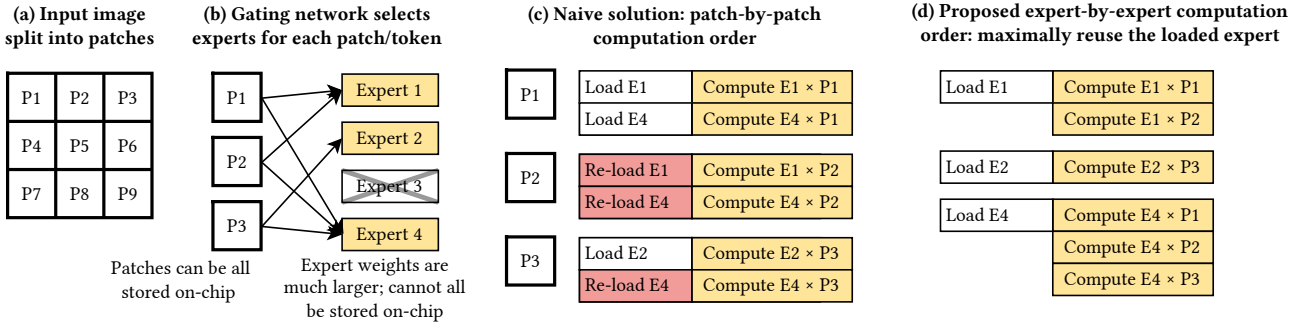 (a) Input image
split into patches
P1 P2 P3
P4 P5 P6
P7 P8 P9
(b) Gating network selects
experts for each patch/token
P1
P2
P3
Expert 1
Expert 2
Expert 3
Expert 4
Patches can be all
stored on-chip
Expert weights are
much larger; cannot all
be stored on-chip
(c) Naive solution: patch-by-patch
computation order
P1
Load E1 Compute E1 × P1
Load E4 Compute E4 × P1
P2
Re-load E1 Compute E1 × P2
Re-load E4 Compute E4 × P2
P3
Load E2 Compute E2 × P3
Re-load E4 Compute E4 × P3
(d) Proposed expert-by-expert computation
order: maximally reuse the loaded expert
Load E1 Compute E1 × P1
Compute E1 × P2
Load E2 Compute E2 × P3
Load E4 Compute E4 × P1
Compute E4 × P2
Compute E4 × P3